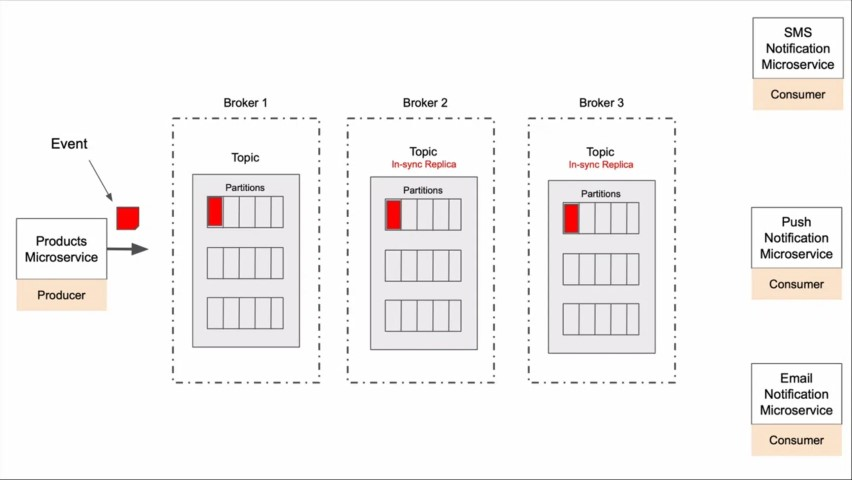 SMS
Notification
Microservice
Consumer
Broker 1
Broker 2
Broker 3
Event
Topic
Topic
In-sync Replica
Topic
In-sync Replica
Partitions
Partitions
Partitions
Products
Microservice
Producer
Push
Notification
Microservice
Consumer
Email
Notification
Microservice
Consumer